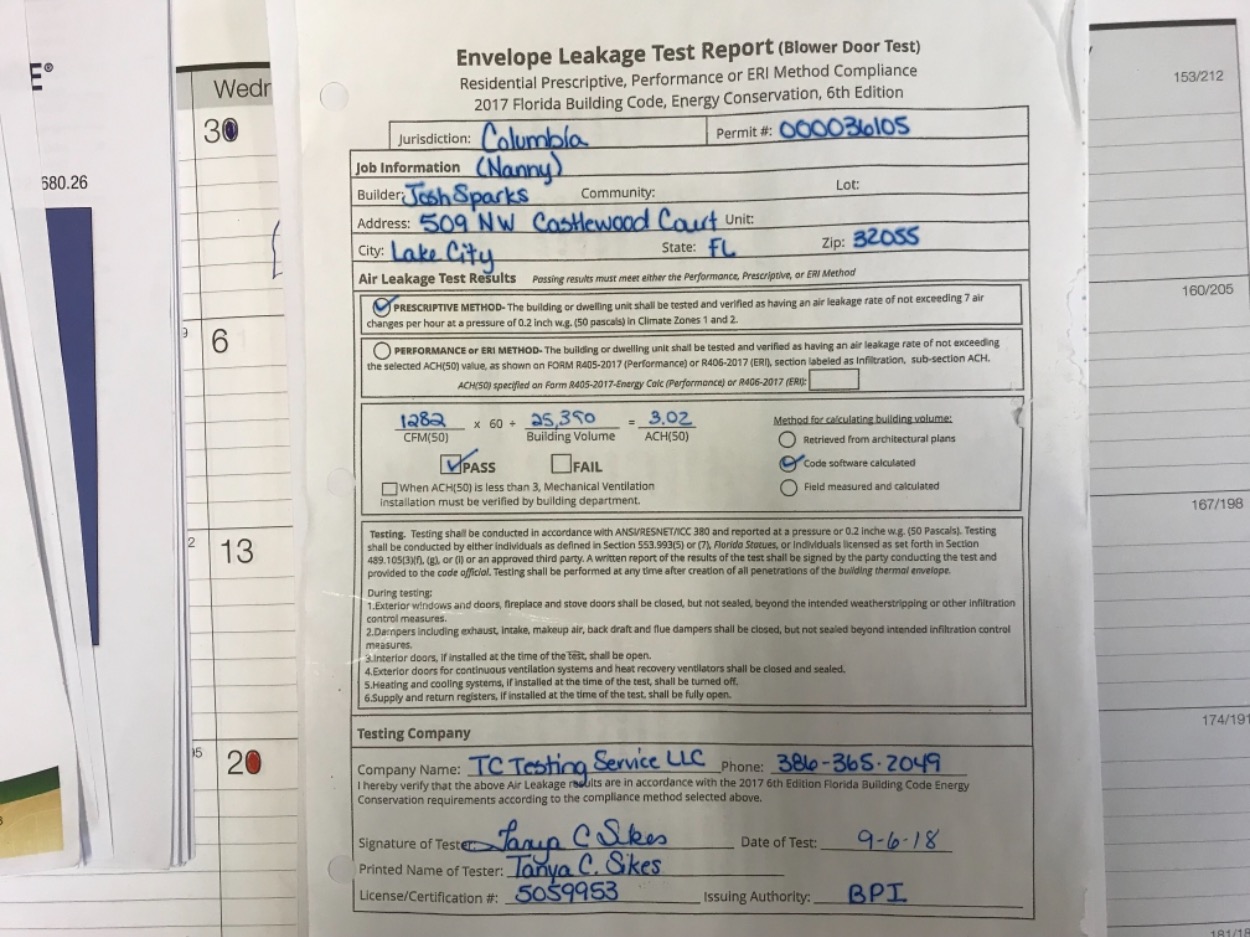 E®
680.26
Wedn
30
9
6
2
13
95
20
153/212
160/205
167/198
174/191
181/18
Envelope Leakage Test Report (Blower Door Test)
Residential Prescriptive, Performance or ERI Method Compliance
2017 Florida Building Code, Energy Conservation, 6th Edition
Jurisdiction: Columbia Permit #: 000036105
Job Information (Nanny)
Builder: Josh Sparks Community: Lot:
Address: 509 NW Castlewood Court Unit:
City: Lake City State: FL Zip: 32055
Air Leakage Test Results Passing results must meet either the Performance, Prescriptive, or ERI Method
PRESCRIPTIVE METHOD- The building or dwelling unit shall be tested and verified as having an air leakage rate of not exceeding 7 air
changes per hour at a pressure of 0.2 inch w.g. (50 pascals) in Climate Zones 1 and 2.
PERFORMANCE or ERI METHOD- The building or dwelling unit shall be tested and verified as having an air leakage rate of not exceeding
the selected ACH(50) value, as shown on FORM R405-2017 (Performance) or R406-2017 (ERI), section labeled as Infiltration, sub-section ACH.
ACH(50) specified on Form R405-2017-Energy Calc (Performance) or R406-2017 (ERI):
1282 x 60 ÷ 25,350 = 3.02
CFM(50) Building Volume ACH(50)
PASS FAIL
When ACH(50) is less than 3, Mechanical Ventilation
installation must be verified by building department.
Method for calculating building volume:
Retrieved from architectural plans
Code software calculated
Field measured and calculated
Testing. Testing shall be conducted in accordance with ANSI/RESNET/ICC 380 and reported at a pressure or 0.2 inche w.g. (50 Pascals). Testing
shall be conducted by either individuals as defined in Section 553.993(5) or (7), Florida Statues, or individuals licensed as set forth in Section
489.105(3)(f), (g), or (i) or an approved third party. A written report of the results of the test shall be signed by the party conducting the test and
provided to the code official. Testing shall be performed at any time after creation of all penetrations of the building thermal envelope.
During testing:
1.Exterior windows and doors, fireplace and stove doors shall be closed, but not sealed, beyond the intended weatherstripping or other infiltration
control measures.
2.Dampers including exhaust, intake, makeup air, back draft and flue dampers shall be closed, but not sealed beyond intended infiltration control
measures.
3.Interior doors, if installed at the time of the test, shall be open.
4.Exterior doors for continuous ventilation systems and heat recovery ventilators shall be closed and sealed.
5.Heating and cooling systems, if installed at the time of the test, shall be turned off.
6.Supply and return registers, if installed at the time of the test, shall be fully open.
Testing Company
Company Name: TC Testing Service LLC Phone: 386-365-2049
I hereby verify that the above Air Leakage results are in accordance with the 2017 6th Edition Florida Building Code Energy
Conservation requirements according to the compliance method selected above.
Signature of Tester: Tanya C Sikes Date of Test: 9-6-18
Printed Name of Tester: Tanya C. Sikes
License/Certification #: 5059953 Issuing Authority: BPI